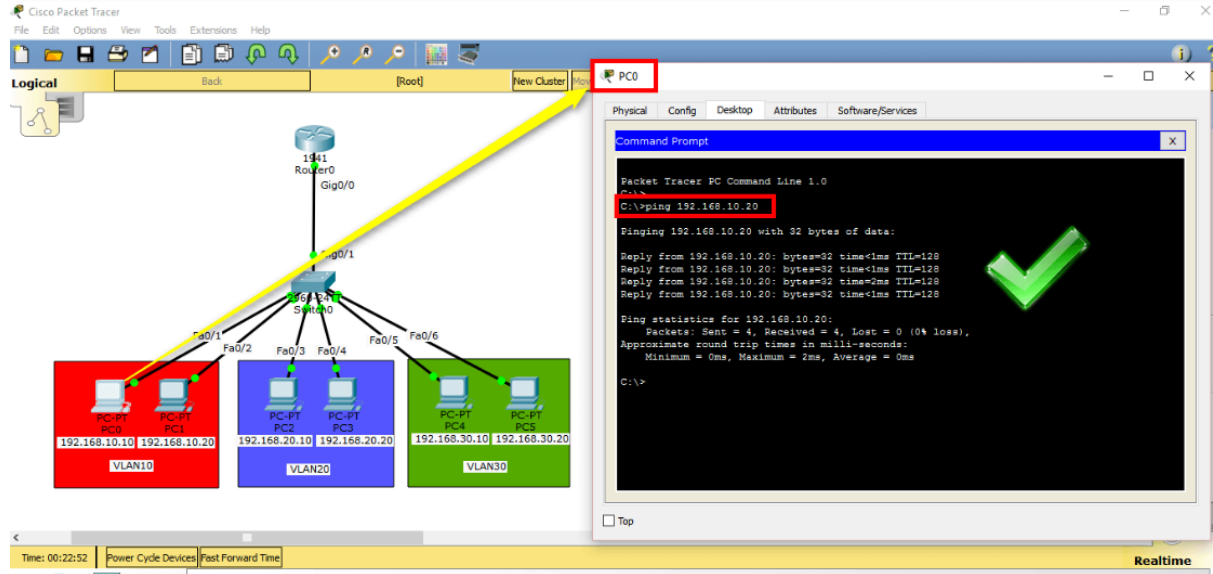 Cisco Packet Tracer
File Edit Options View Tools Extensions Help
Logical
Back
[Root]
New Cluster
1941
Router0
Gig0/0
Gig0/1
2960-24TT
Switch0
Fa0/1
Fa0/2
Fa0/3
Fa0/4
Fa0/5
Fa0/6
PC-PT
PC0
192.168.10.10
PC-PT
PC1
192.168.10.20
VLAN10
PC-PT
PC2
192.168.20.10
PC-PT
PC3
192.168.20.20
VLAN20
PC-PT
PC4
192.168.30.10
PC-PT
PC5
192.168.30.20
VLAN30
PC0
Physical Config Desktop Attributes Software/Services
Command Prompt
X
Packet Tracer PC Command Line 1.0
C:\>
C:\>ping 192.168.10.20
Pinging 192.168.10.20 with 32 bytes of data:
Reply from 192.168.10.20: bytes=32 time<1ms TTL=128
Reply from 192.168.10.20: bytes=32 time<1ms TTL=128
Reply from 192.168.10.20: bytes=32 time=2ms TTL=128
Reply from 192.168.10.20: bytes=32 time<1ms TTL=128
Ping statistics for 192.168.10.20:
Packets: Sent = 4, Received = 4, Lost = 0 (0% loss),
Approximate round trip times in milli-seconds:
Minimum = 0ms, Maximum = 2ms, Average = 0ms
C:\>
Top
Time: 00:22:52
Power Cycle Devices
Fast Forward Time
Realtime